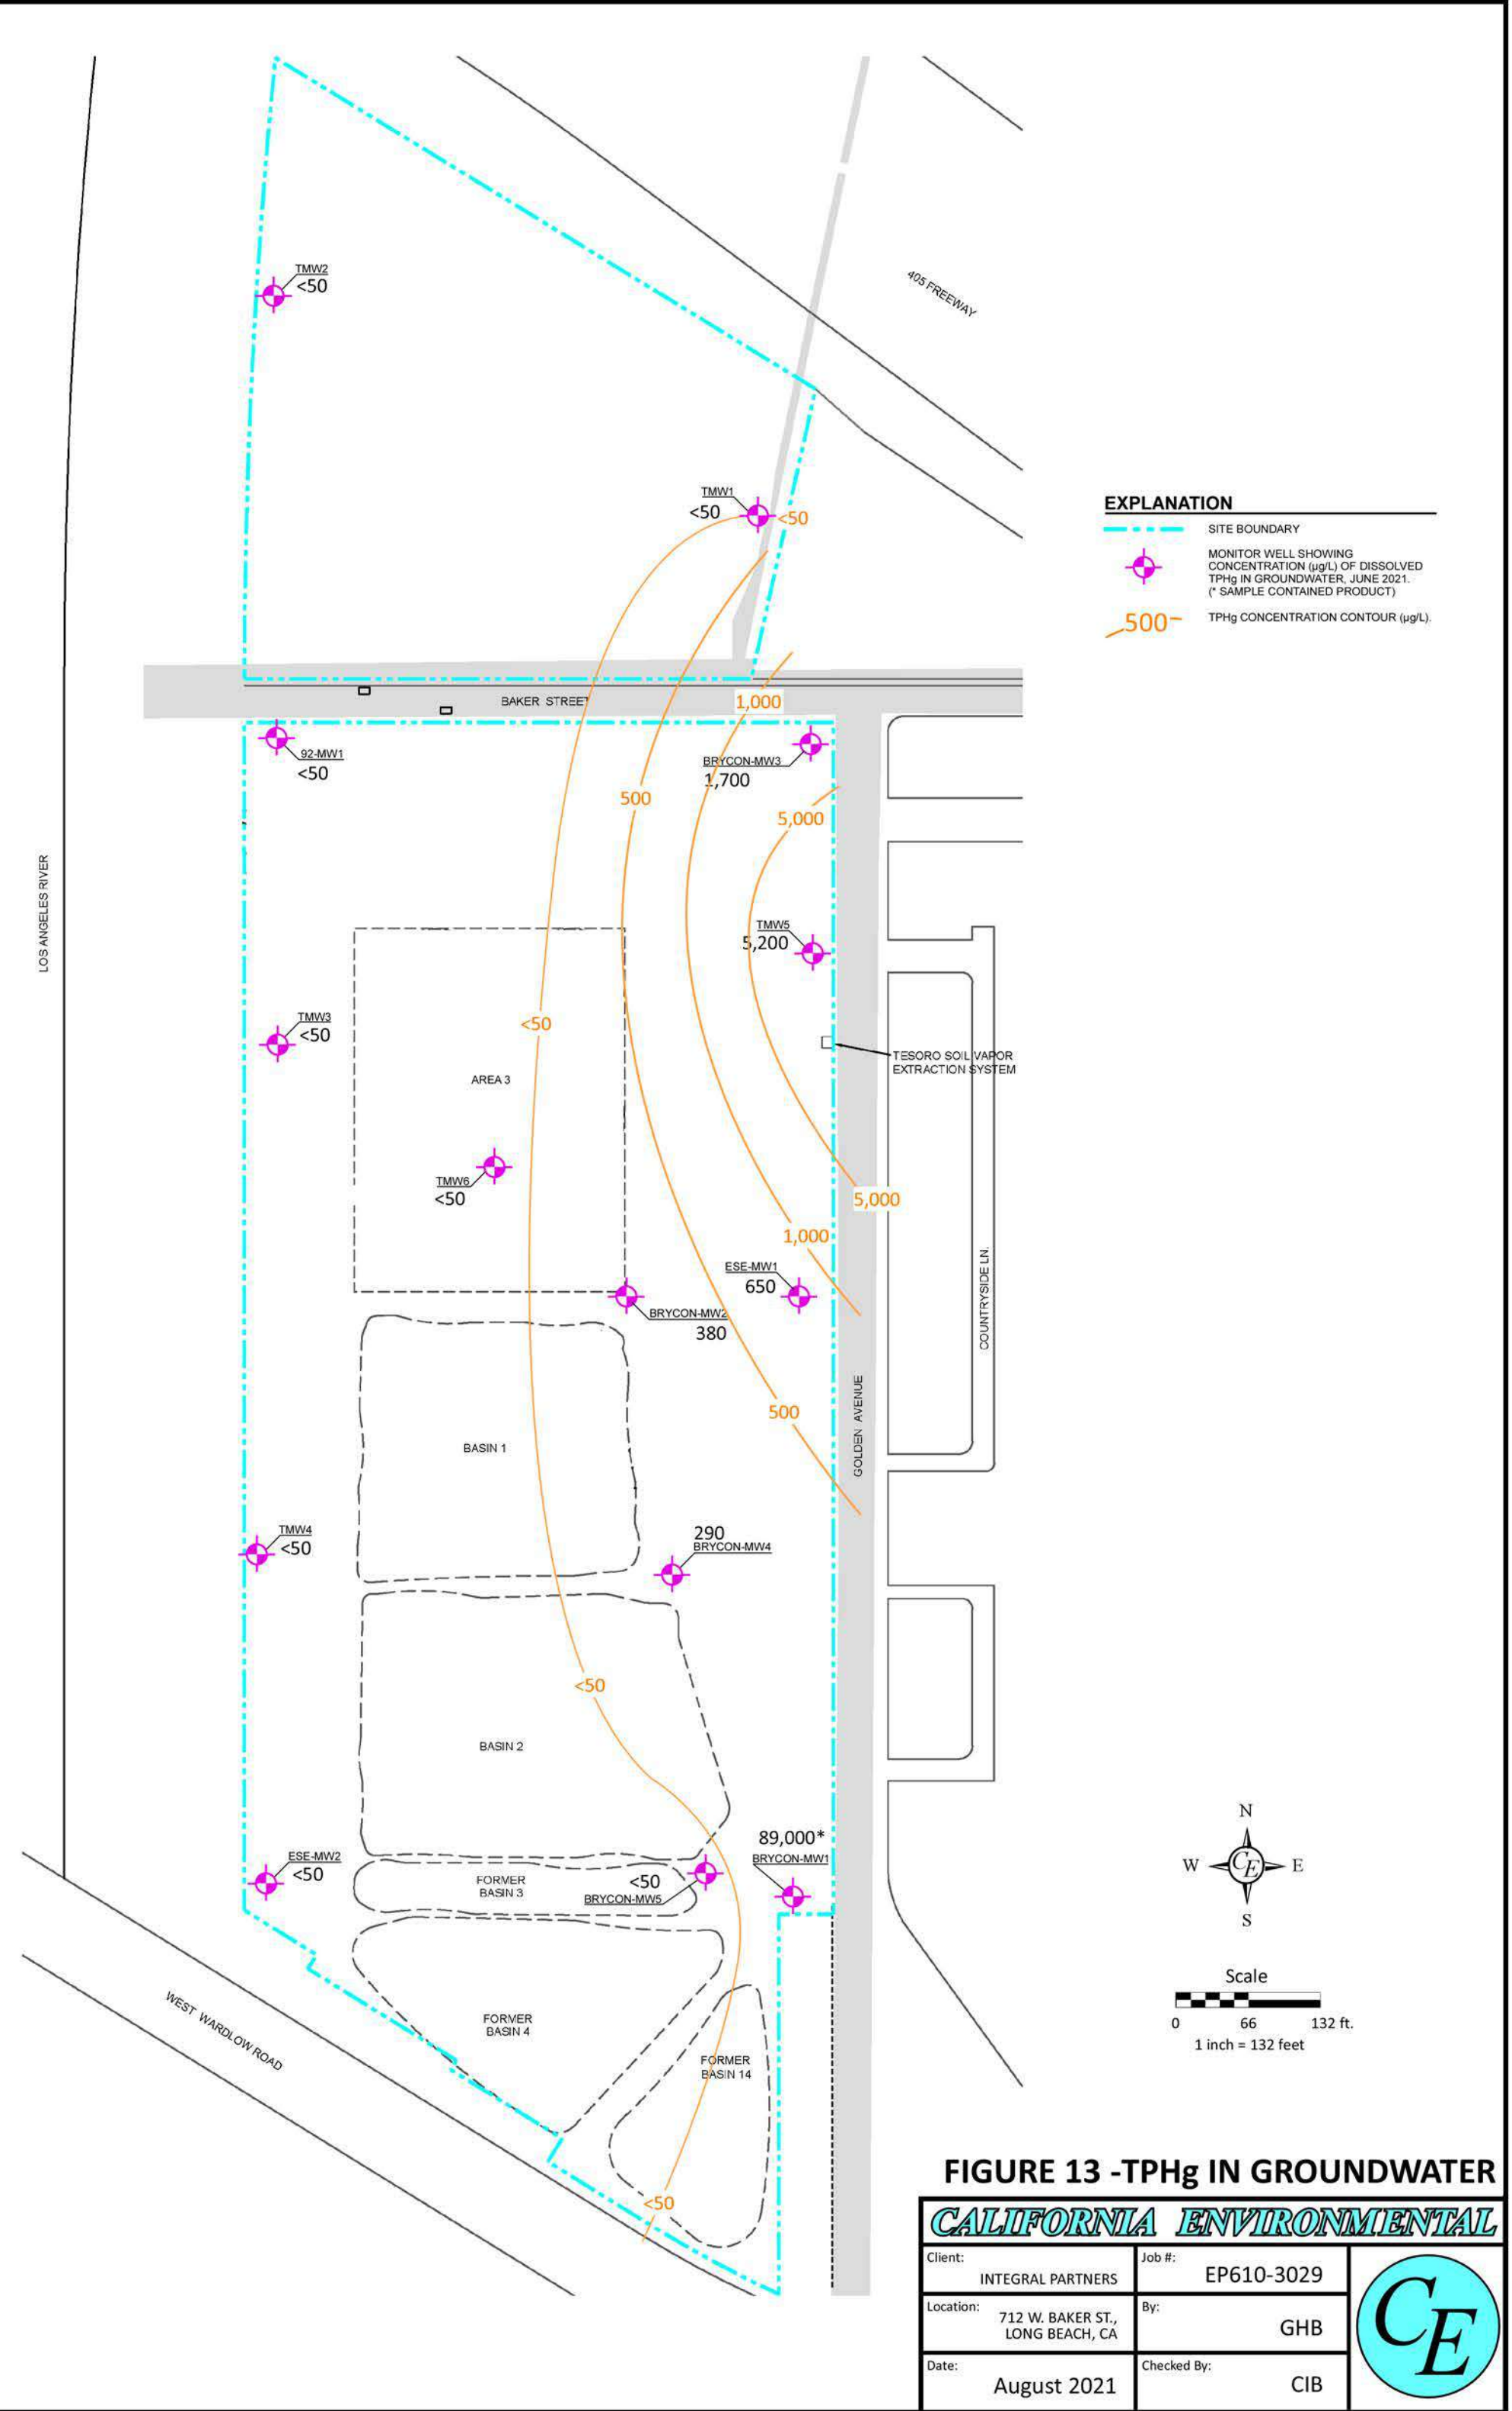 405 FREEWAY
TMW2
<50
TMW1
<50
<50
EXPLANATION
SITE BOUNDARY
MONITOR WELL SHOWING
CONCENTRATION (µg/L) OF DISSOLVED
TPHg IN GROUNDWATER, JUNE 2021.
(* SAMPLE CONTAINED PRODUCT)
500
TPHg CONCENTRATION CONTOUR (µg/L).
BAKER STREET
1,000
92-MW1
<50
BRYCON-MW3
1,700
500
5,000
LOS ANGELES RIVER
TMW5
5,200
TMW3
<50
<50
TESORO SOIL VAPOR
EXTRACTION SYSTEM
AREA 3
TMW6
<50
5,000
1,000
ESE-MW1
650
BRYCON-MW2
380
COUNTRYSIDE LN.
500
GOLDEN AVENUE
BASIN 1
TMW4
<50
290
BRYCON-MW4
<50
BASIN 2
89,000*
BRYCON-MW1
ESE-MW2
<50
FORMER
BASIN 3
<50
BRYCON-MW5
N
W
CE
E
S
WEST WARDLOW ROAD
FORMER
BASIN 4
FORMER
BASIN 14
<50
Scale
0 66 132 ft.
1 inch = 132 feet
FIGURE 13 -TPHg IN GROUNDWATER
CALIFORNIA ENVIRONMENTAL
Client:
INTEGRAL PARTNERS
Job #:
EP610-3029
Location:
712 W. BAKER ST.,
LONG BEACH, CA
By:
GHB
Date:
August 2021
Checked By:
CIB
CE